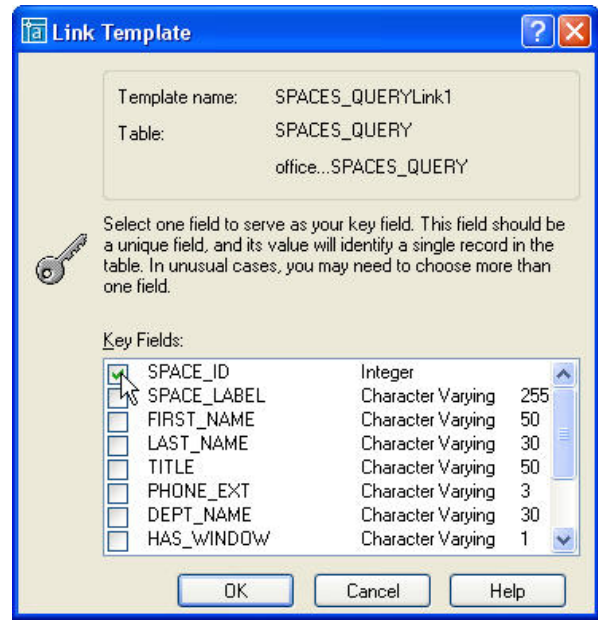 Link Template
Template name: SPACES_QUERYLink1
Table: SPACES_QUERY
office...SPACES_QUERY
Select one field to serve as your key field. This field should be
a unique field, and its value will identify a single record in the
table. In unusual cases, you may need to choose more than
one field.
Key Fields:
SPACE_ID Integer
SPACE_LABEL Character Varying 255
FIRST_NAME Character Varying 50
LAST_NAME Character Varying 30
TITLE Character Varying 50
PHONE_EXT Character Varying 3
DEPT_NAME Character Varying 30
HAS_WINDOW Character Varying 1
OK Cancel Help